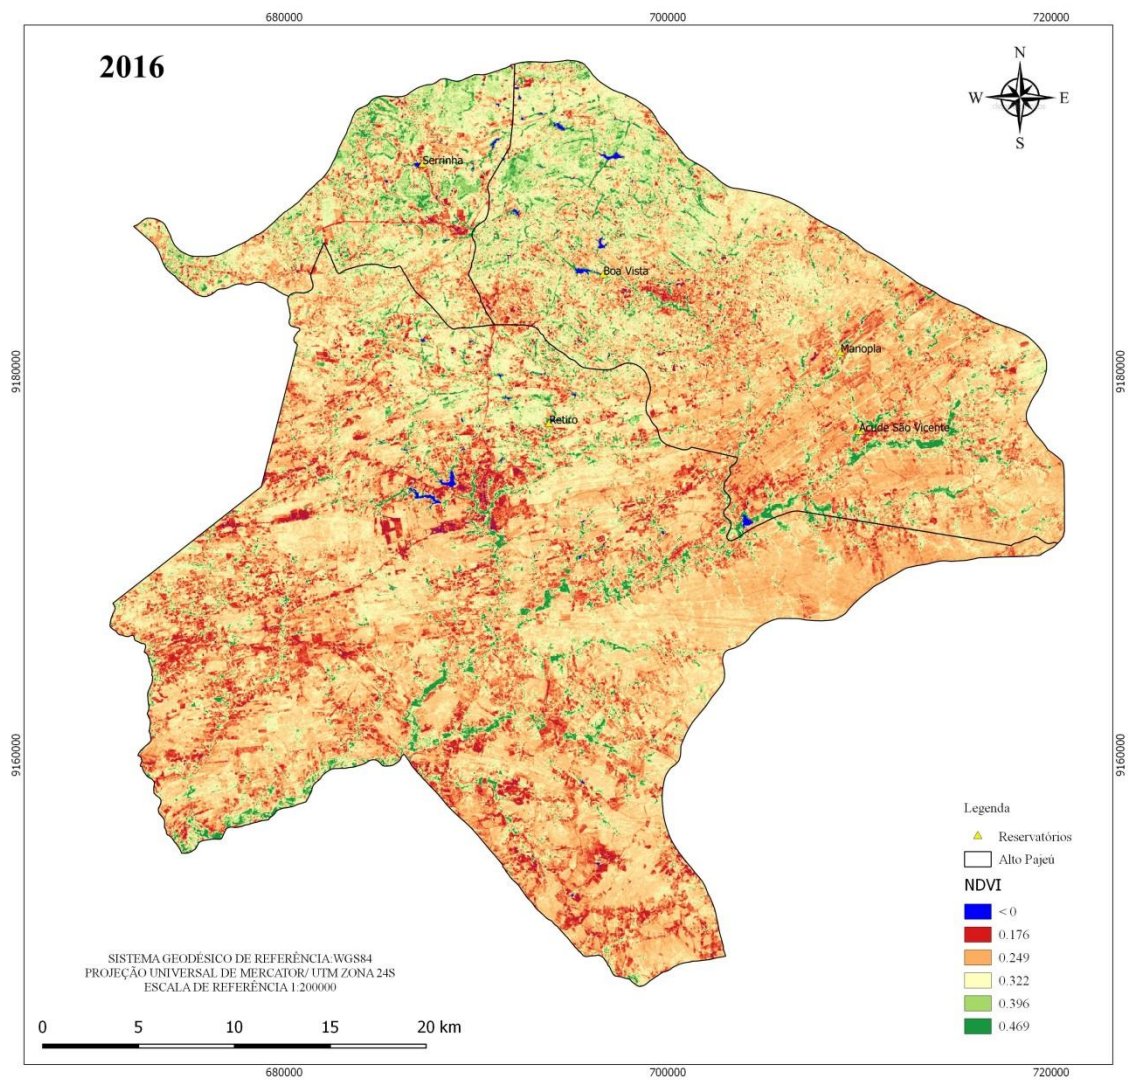 680000
700000
720000
2016
N
W
E
S
Serrinha
Boa Vista
Manopla
9180000
9180000
Retiro
Açude São Vicente
9160000
9160000
Legenda
Reservatórios
Alto Pajeú
NDVI
< 0
0.176
0.249
0.322
0.396
0.469
SISTEMA GEODÉSICO DE REFERÊNCIA:WGS84
PROJEÇÃO UNIVERSAL DE MERCATOR/ UTM ZONA 24S
ESCALA DE REFERÊNCIA 1:200000
0 5 10 15 20 km
680000
700000
720000